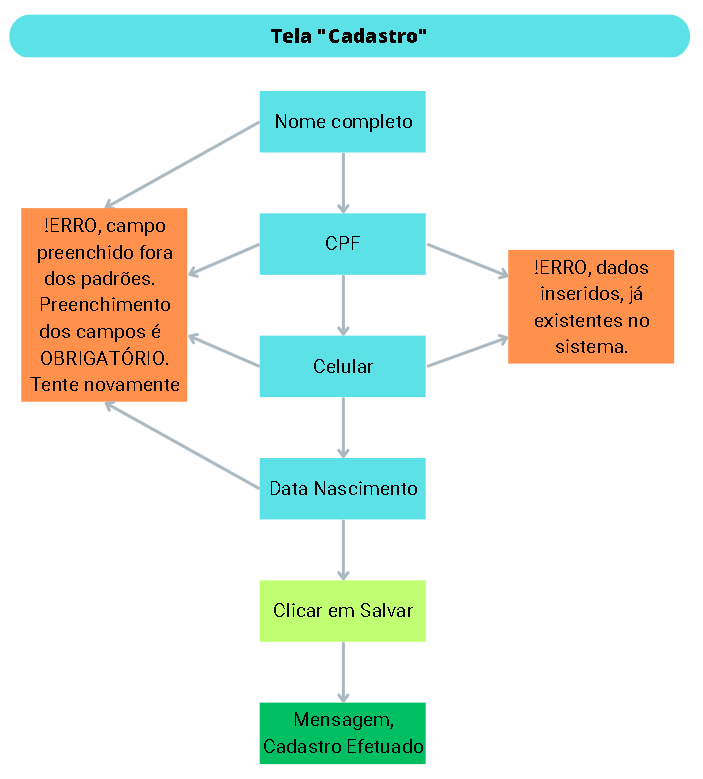 Tela "Cadastro"
Nome completo
!ERRO, campo
preenchido fora
dos padrões.
Preenchimento
dos campos é
OBRIGATÓRIO.
Tente novamente
CPF
!ERRO, dados
inseridos, já
existentes no
sistema.
Celular
Data Nascimento
Clicar em Salvar
Mensagem,
Cadastro Efetuado